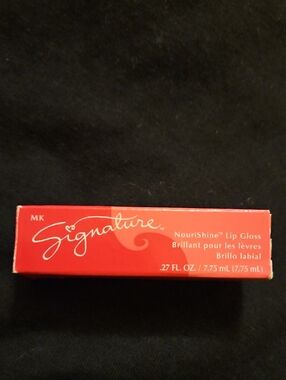 MK
Signature™
NouriShine™ Lip Gloss
Brillant pour les lèvres
Brillo labial
.27 FL. OZ. / 7,75 mL (7.75 mL)